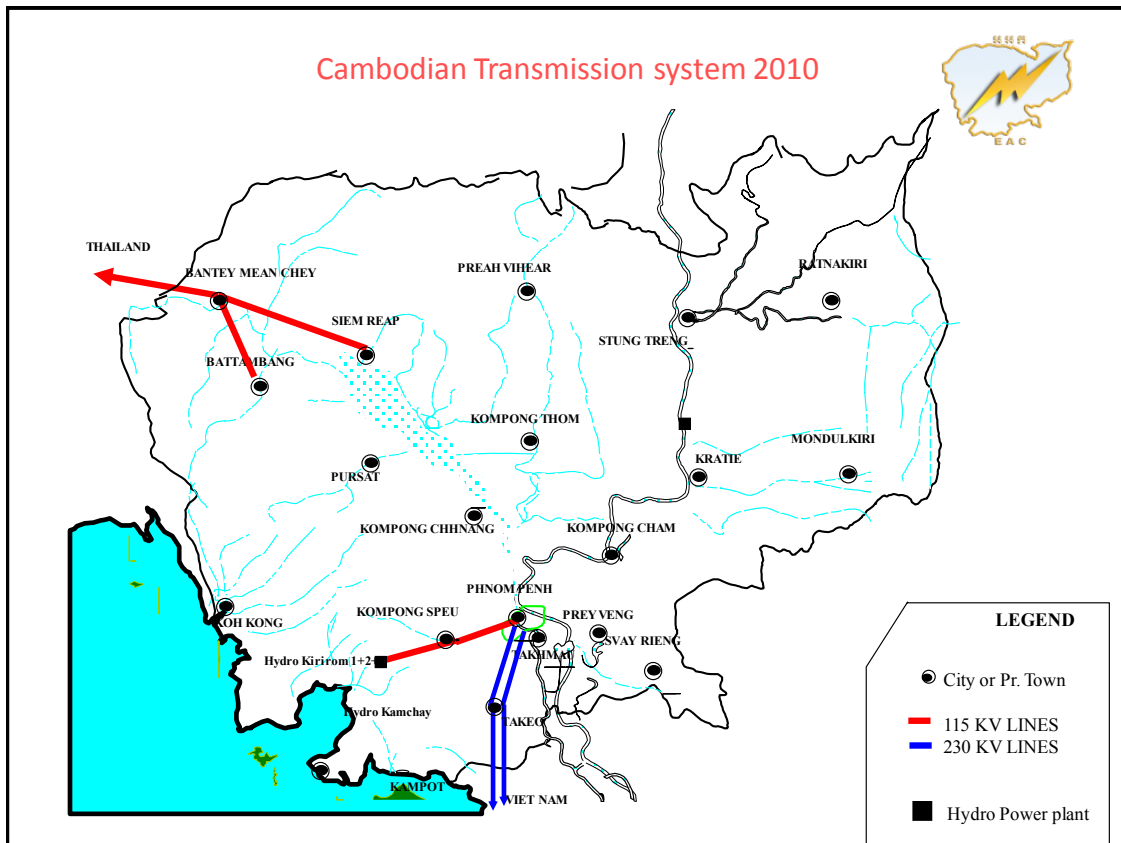 Cambodian Transmission system 2010
E A C
THAILAND
BANTEY MEAN CHEY
PREAH VIHEAR
RATNAKIRI
SIEM REAP
STUNG TRENG
BATTAMBANG
KOMPONG THOM
MONDULKIRI
KRATIE
PURSAT
KOMPONG CHHNANG
KOMPONG CHAM
PHNOM PENH
KOMPONG SPEU
PREY VENG
KOH KONG
SVAY RIENG
TAKHMAU
Hydro Kirirom 1+2
Hydro Kamchay
TAKEO
KAMPOT
VIET NAM
LEGEND
City or Pr. Town
115 KV LINES
230 KV LINES
Hydro Power plant